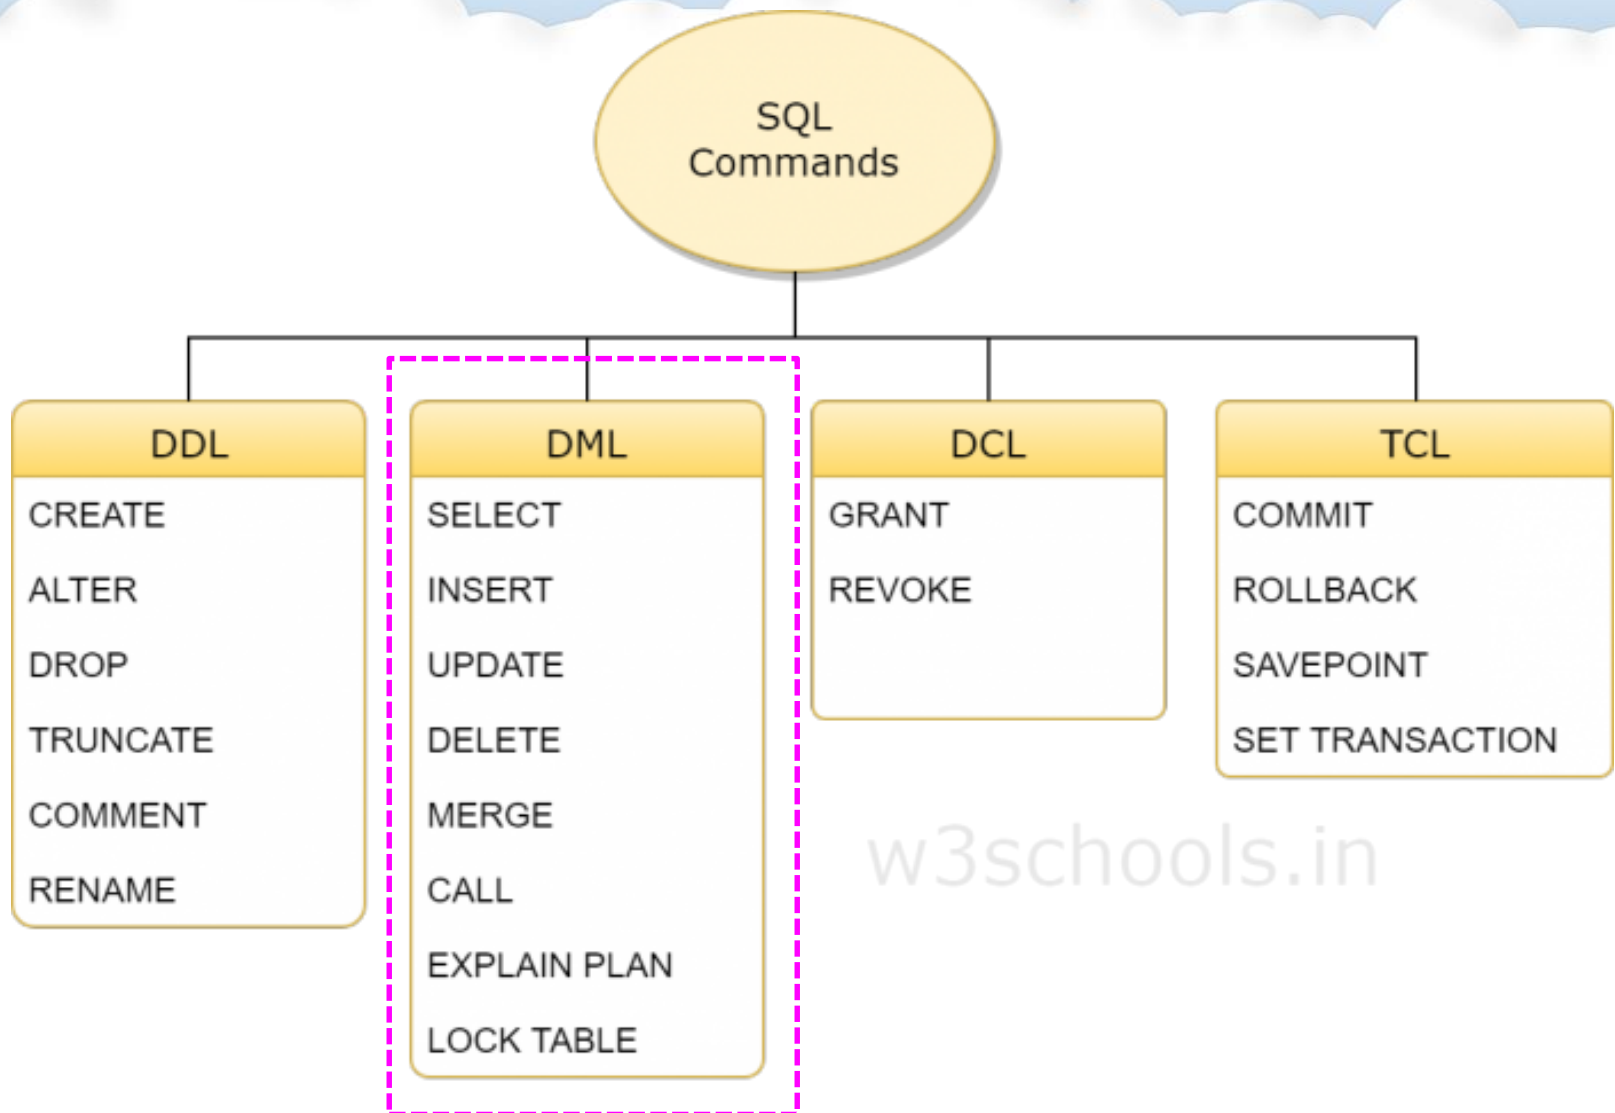 SQL
Commands
DDL
CREATE
ALTER
DROP
TRUNCATE
COMMENT
RENAME
DML
SELECT
INSERT
UPDATE
DELETE
MERGE
CALL
EXPLAIN PLAN
LOCK TABLE
DCL
GRANT
REVOKE
TCL
COMMIT
ROLLBACK
SAVEPOINT
SET TRANSACTION
w3schools.in